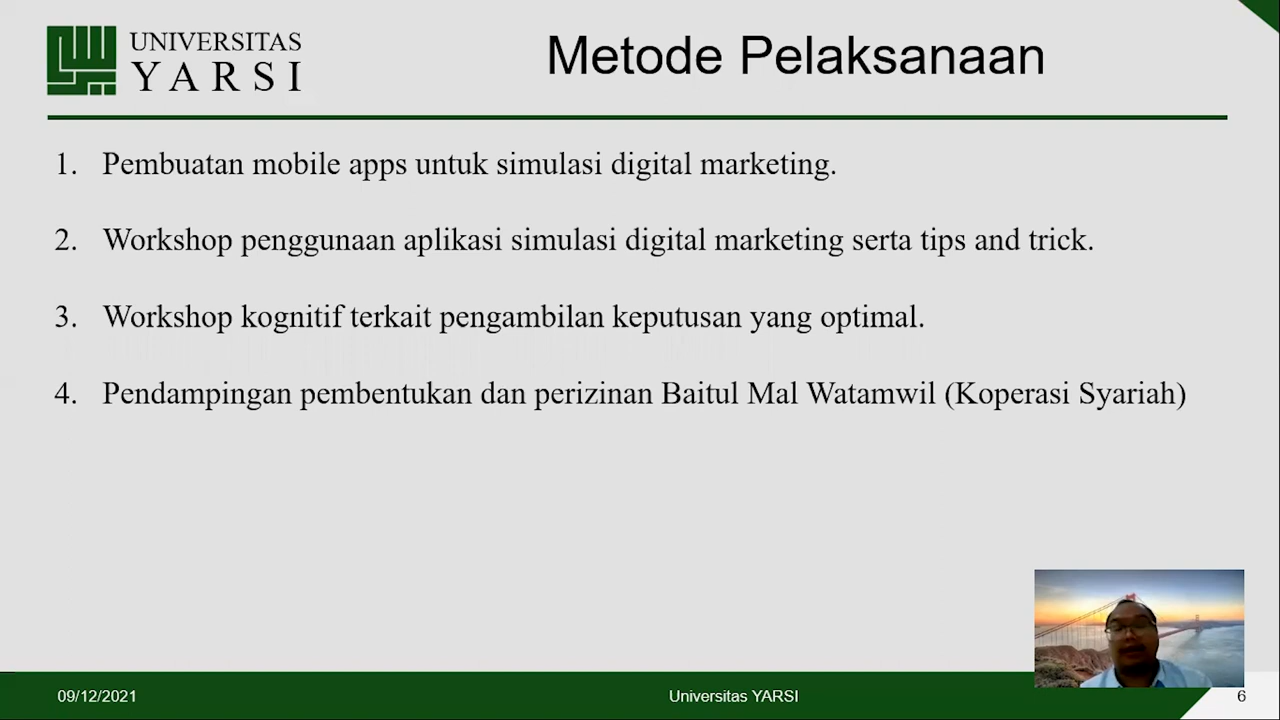 UNIVERSITAS
YARSI
Metode Pelaksanaan
1. Pembuatan mobile apps untuk simulasi digital marketing.
2. Workshop penggunaan aplikasi simulasi digital marketing serta tips and trick.
3. Workshop kognitif terkait pengambilan keputusan yang optimal.
4. Pendampingan pembentukan dan perizinan Baitul Mal Watamwil (Koperasi Syariah)
09/12/2021
Universitas YARSI
6